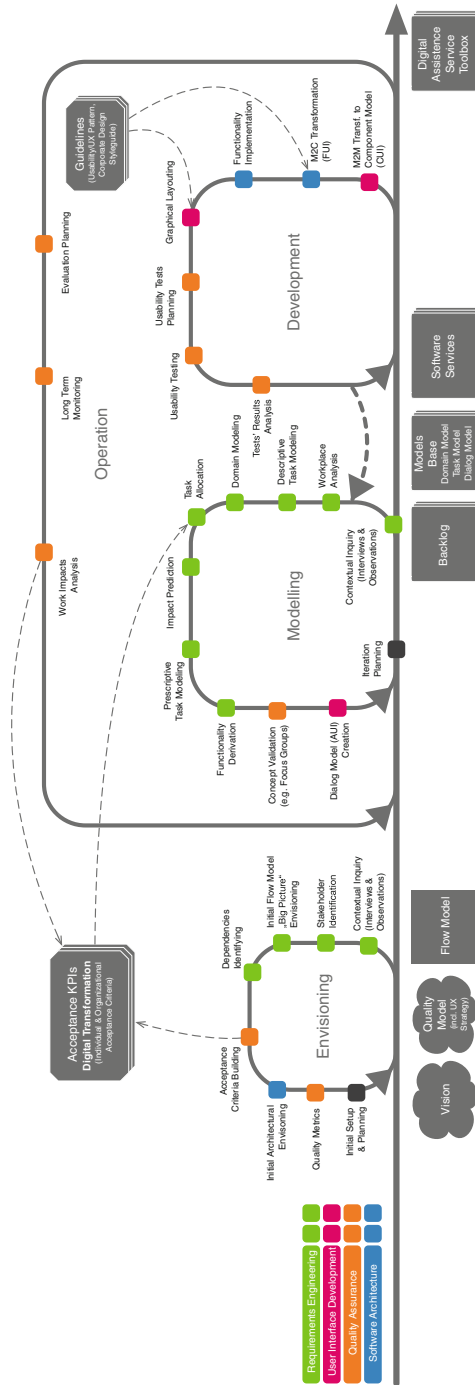 Requirements Engineering
User Interface Development
Quality Assurance
Software Architecture
Acceptance KPIs
Digital Transformation
(Individual & Organizational
Acceptance Criteria)
Envisioning
Acceptance
Criteria Building
Dependencies
Identifying
Initial Flow Model
„Big Picture“
Envisioning
Stakeholder
Identification
Contextual Inquiry
(Interviews &
Observations)
Initial Architectural
Envisoning
Quality Metrics
Initial Setup
& Planning
Vision
Quality
Model
(incl. UX
Strategy)
Flow Model
Operation
Work Impacts
Analysis
Long Term
Monitoring
Evaluation Planning
Modelling
Prescriptive
Task Modeling
Impact Prediction
Task
Allocation
Domain Modeling
Descriptive
Task Modeling
Workplace
Analysis
Contextual Inquiry
(Interviews &
Observations)
Functionality
Derivation
Concept Validation
(e.g. Focus Groups)
Dialog Model (AUI)
Creation
Iteration
Planning
Backlog
Models
Base
Domain Model
Task Model
Dialog Model
Development
Usability Testing
Usability Tests
Planning
Graphical Layouting
Tests' Results
Analysis
Functionality
Implementation
M2C Transformation
(FUI)
M2M Transf. to
Component Model
(CUI)
Guidelines
(Usability/UX Pattern,
Corporate Design
Styleguide)
Software
Services
Digital
Assistence
Service
Toolbox